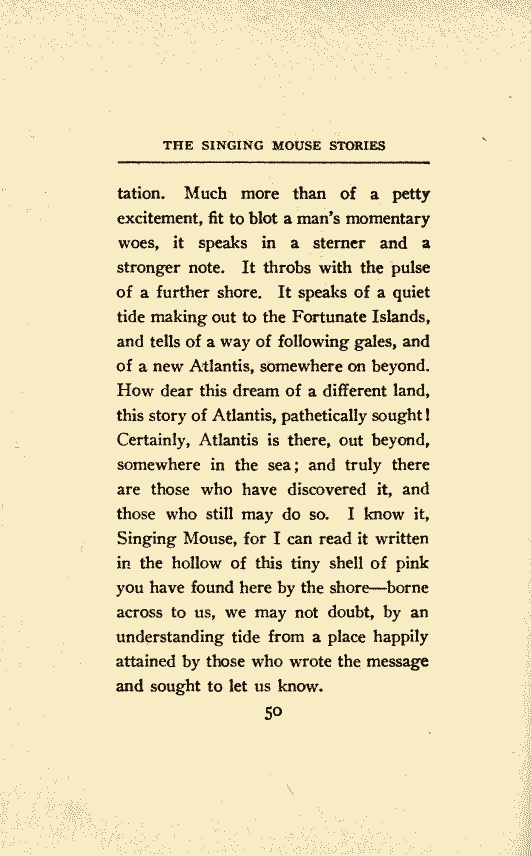 THE SINGING MOUSE STORIES
tation. Much more than of a petty
excitement, fit to blot a man's momentary
woes, it speaks in a sterner and a
stronger note. It throbs with the pulse
of a further shore. It speaks of a quiet
tide making out to the Fortunate Islands,
and tells of a way of following gales, and
of a new Atlantis, somewhere on beyond.
How dear this dream of a different land,
this story of Atlantis, pathetically sought!
Certainly, Atlantis is there, out beyond,
somewhere in the sea; and truly there
are those who have discovered it, and
those who still may do so. I know it,
Singing Mouse, for I can read it written
in the hollow of this tiny shell of pink
you have found here by the shore—borne
across to us, we may not doubt, by an
understanding tide from a place happily
attained by those who wrote the message
and sought to let us know.
50